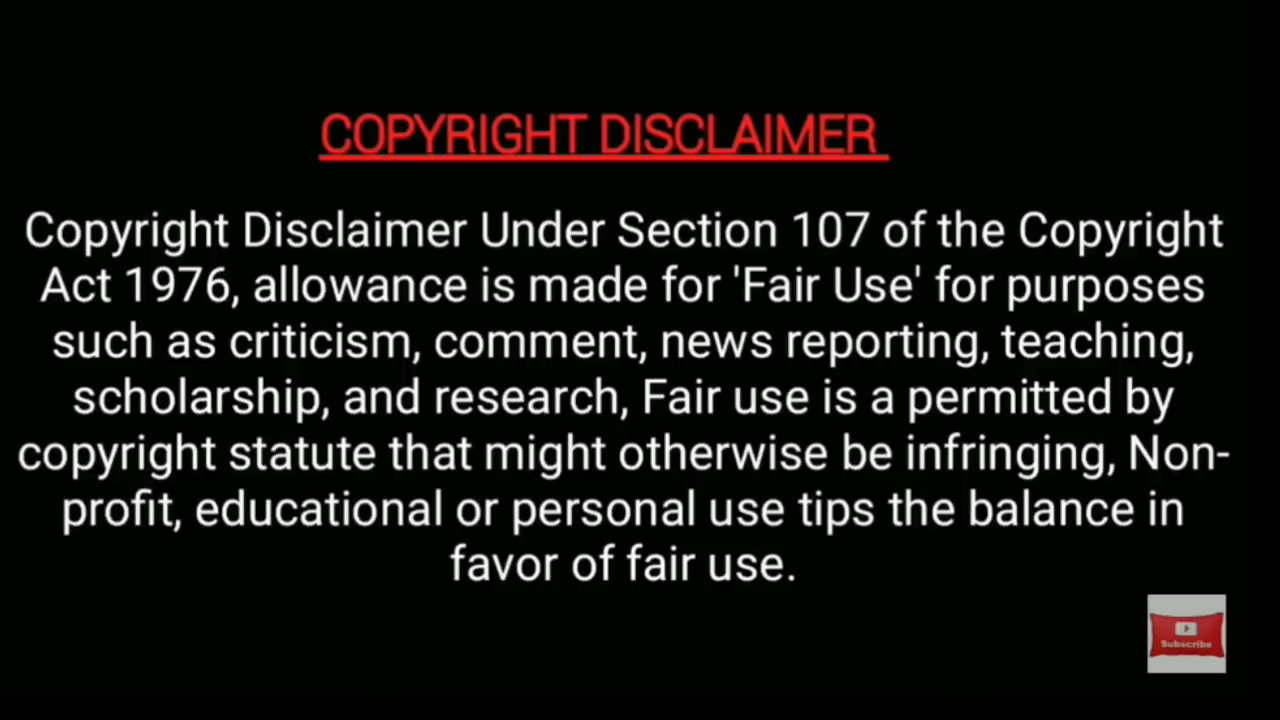 COPYRIGHT DISCLAIMER
Copyright Disclaimer Under Section 107 of the Copyright
Act 1976, allowance is made for 'Fair Use' for purposes
such as criticism, comment, news reporting, teaching,
scholarship, and research, Fair use is a permitted by
copyright statute that might otherwise be infringing, Non-
profit, educational or personal use tips the balance in
favor of fair use.
Subscribe